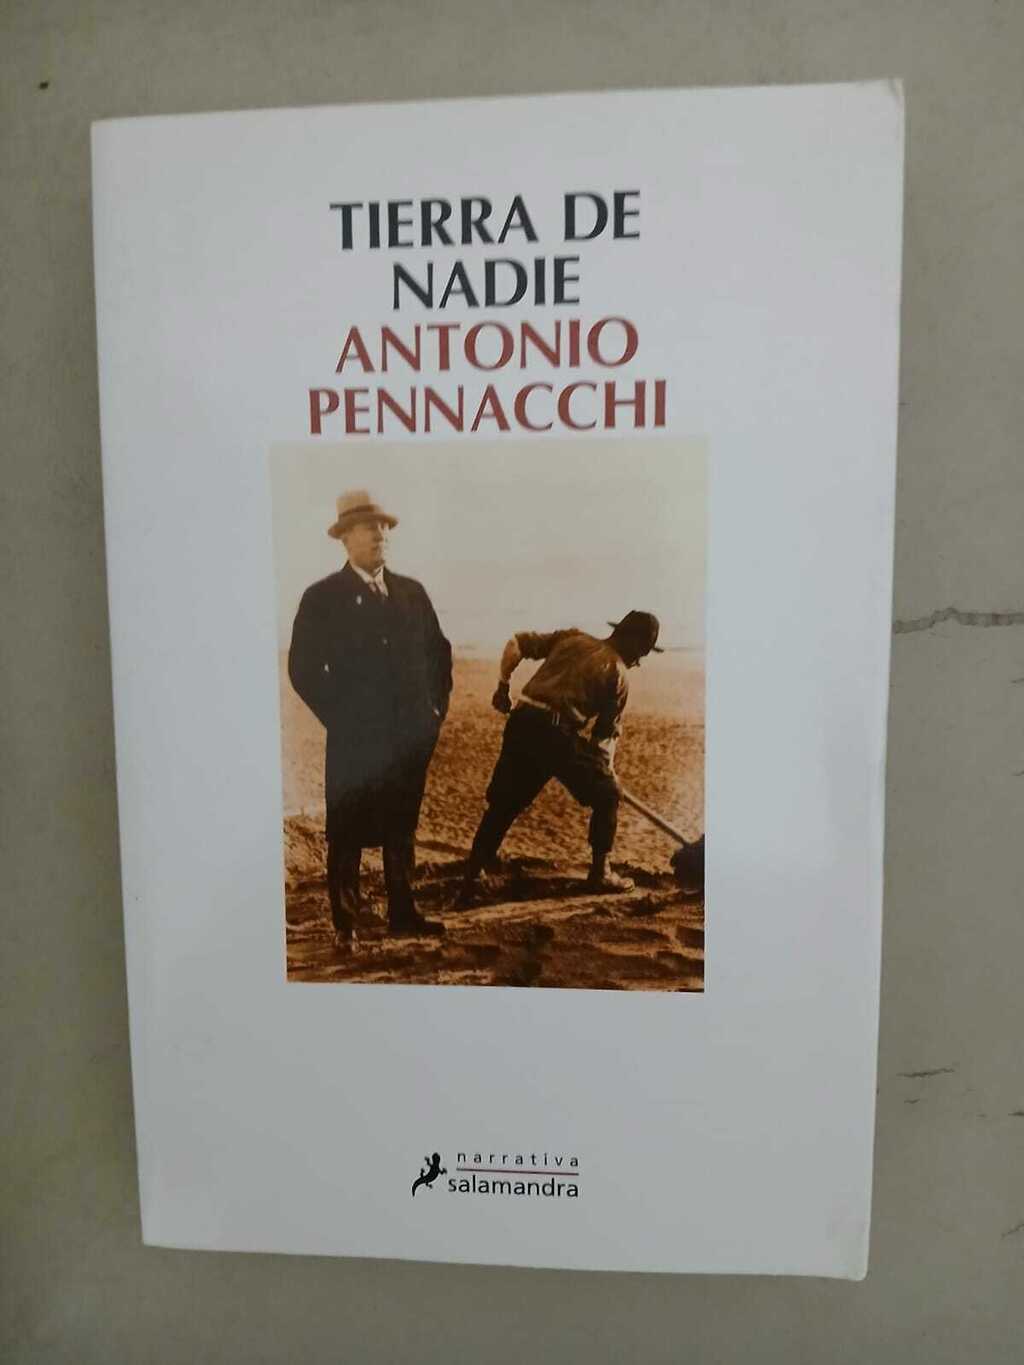 TIERRA DE
NADIE
ANTONIO
PENNACCHI
narrativa
salamandra